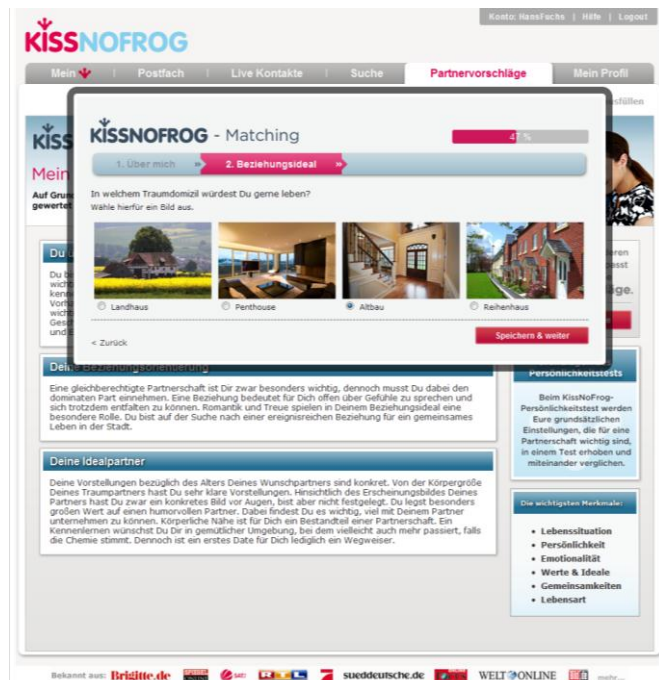 Konto: HansFuchs | Hilfe | Logout
KISSNOFROG
Mein | Postfach | Live Kontakte | Suche | Partnervorschläge | Mein Profil
KISSNOFROG - Matching
47 %
1. Über mich » 2. Beziehungsideal »
In welchem Traumdomizil würdest Du gerne leben?
Wähle hierfür ein Bild aus.
Landhaus
Penthouse
Altbau
Reihenhaus
< Zurück
Speichern & weiter
KISS
Mein
Auf Grun
gewertet
Deine Beziehungsorientierung
Eine gleichberechtigte Partnerschaft ist Dir zwar besonders wichtig, dennoch musst Du dabei den
dominaten Part einnehmen. Eine Beziehung bedeutet für Dich offen über Gefühle zu sprechen und
sich trotzdem entfalten zu können. Romantik und Treue spielen in Deinem Beziehungsideal eine
besondere Rolle. Du bist auf der Suche nach einer ereignisreichen Beziehung für ein gemeinsames
Leben in der Stadt.
Deine Idealpartner
Deine Vorstellungen bezüglich des Alters Deines Wunschpartners sind konkret. Von der Körpergröße
Deines Traumpartners hast Du sehr klare Vorstellungen. Hinsichtlich des Erscheinungsbildes Deines
Partners hast Du zwar ein konkretes Bild vor Augen, bist aber nicht festgelegt. Du legst besonders
großen Wert auf einen humorvollen Partner. Dabei findest Du es wichtig, viel mit Deinem Partner
unternehmen zu können. Körperliche Nähe ist für Dich ein Bestandteil einer Partnerschaft. Ein
Kennenlernen wünschst Du Dir in gemütlicher Umgebung, bei dem vielleicht auch mehr passiert, falls
die Chemie stimmt. Dennoch ist ein erstes Date für Dich lediglich ein Wegweiser.
Persönlichkeitstests
Beim KissNoFrog-
Persönlichkeitstest werden
Eure grundsätzlichen
Einstellungen, die für eine
Partnerschaft wichtig sind,
in einem Test erhoben und
miteinander verglichen.
Die wichtigsten Merkmale:
• Lebenssituation
• Persönlichkeit
• Emotionalität
• Werte & Ideale
• Gemeinsamkeiten
• Lebensart
Bekannt aus: Brigitte.de SAT1 RTL sueddeutsche.de WELT ONLINE mehr...